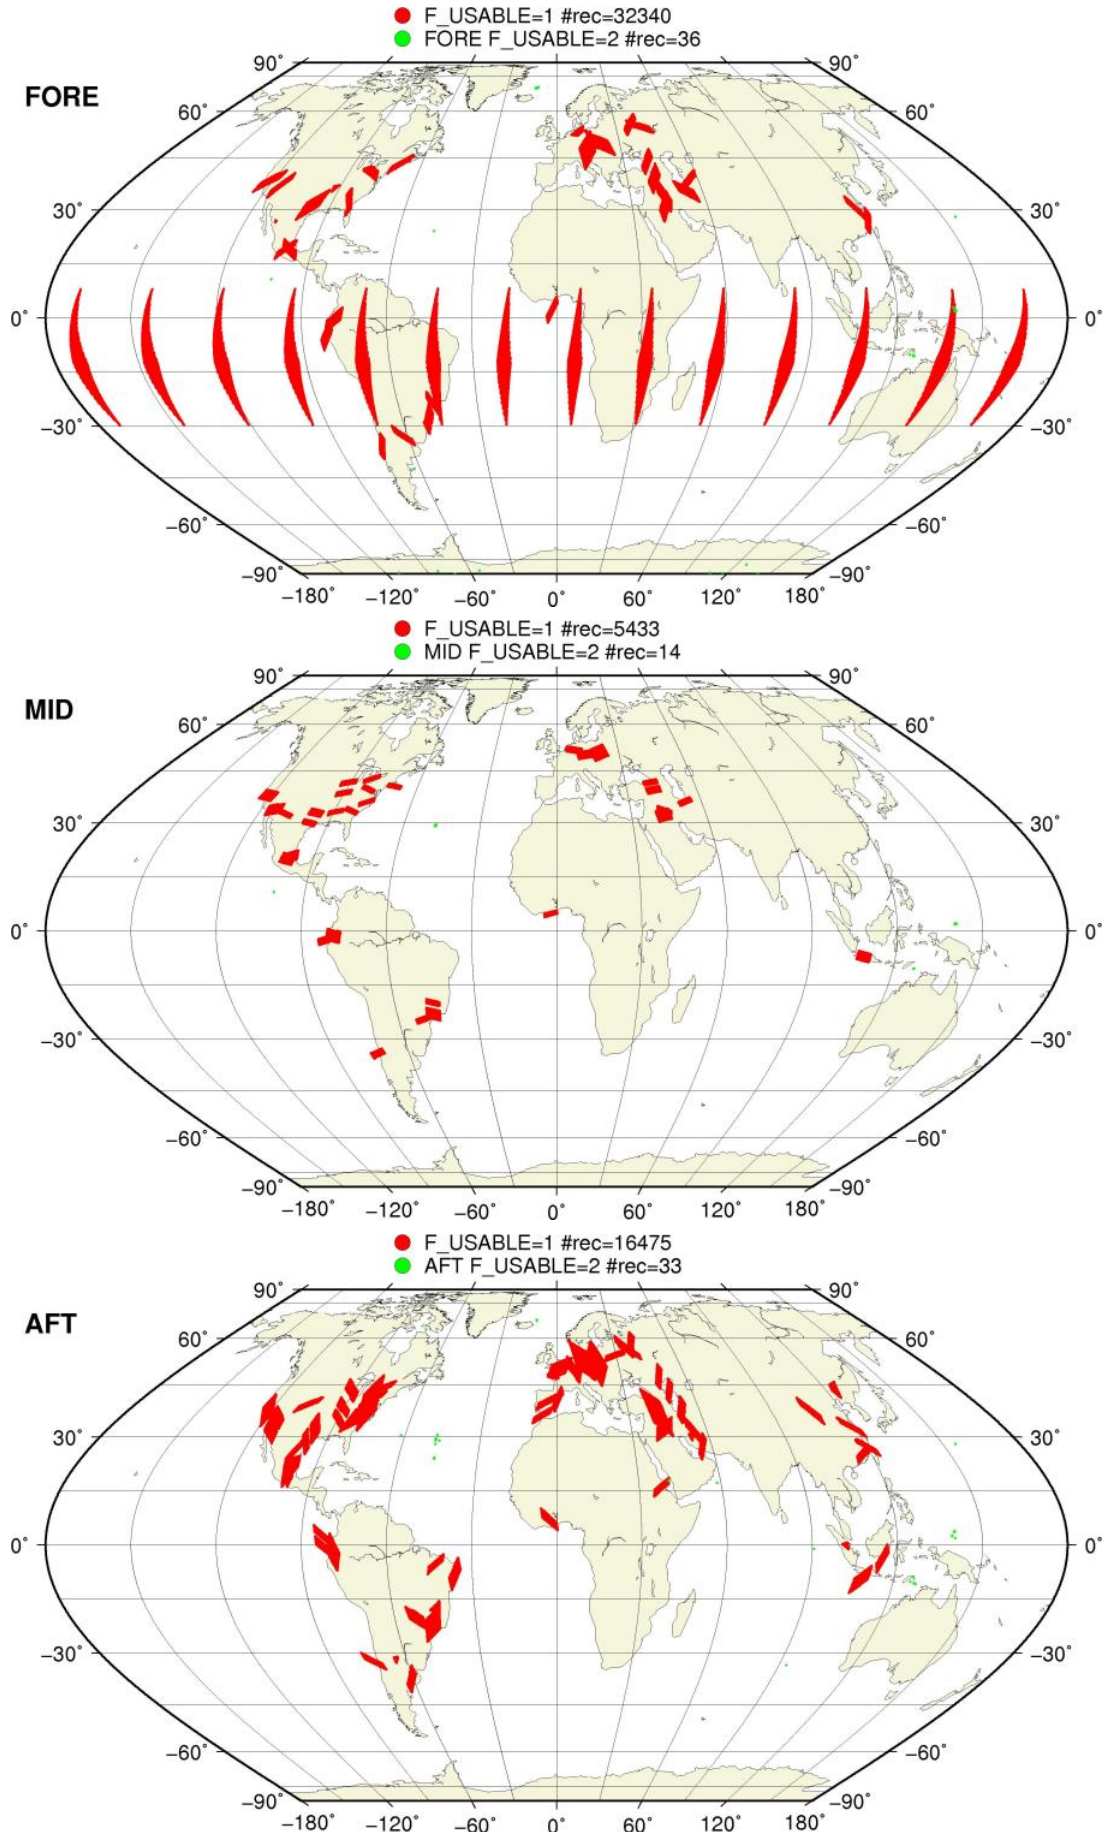 F_USABLE=1 #rec=32340
FORE F_USABLE=2 #rec=36
FORE
90° 90°
60° 60°
30° 30°
0° 0°
−30° −30°
−60° −60°
−90° −90°
−180° −120° −60° 0° 60° 120° 180°
F_USABLE=1 #rec=5433
MID F_USABLE=2 #rec=14
MID
90° 90°
60° 60°
30° 30°
0° 0°
−30° −30°
−60° −60°
−90° −90°
−180° −120° −60° 0° 60° 120° 180°
F_USABLE=1 #rec=16475
AFT F_USABLE=2 #rec=33
AFT
90° 90°
60° 60°
30° 30°
0° 0°
−30° −30°
−60° −60°
−90° −90°
−180° −120° −60° 0° 60° 120° 180°